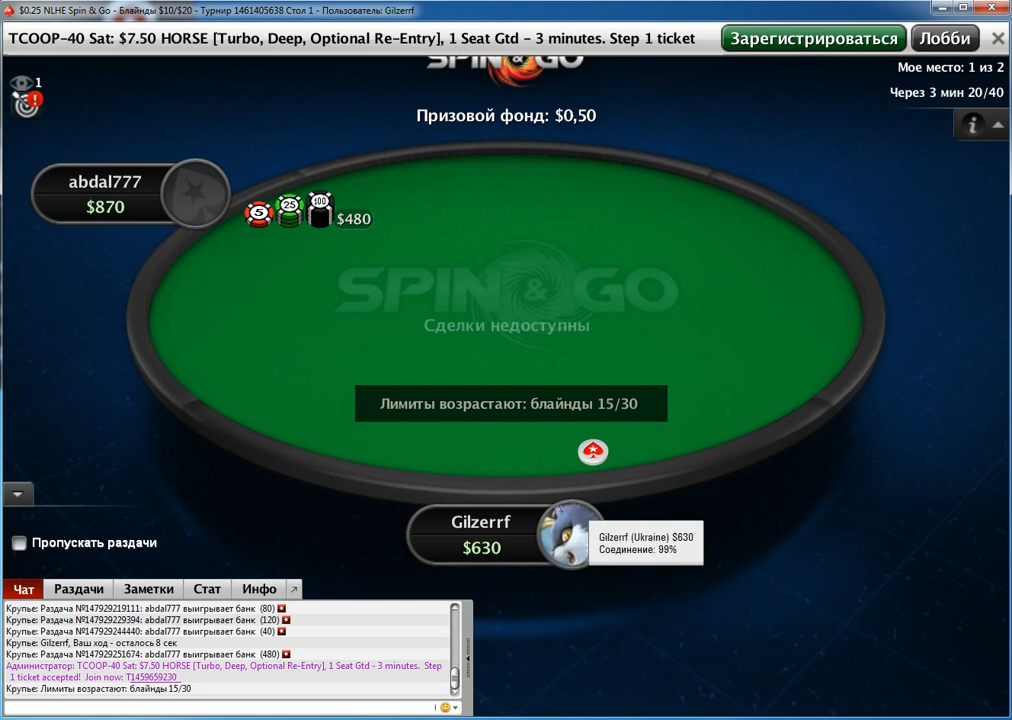 $0.25 NLHE Spin & Go - Блайнды $10/$20 - Турнир 1461405638 Стол 1 - Пользователь: Gilzerrf
TCOOP-40 Sat: $7.50 HORSE [Turbo, Deep, Optional Re-Entry], 1 Seat Gtd - 3 minutes. Step 1 ticket
Зарегистрироваться
Лобби
1
SPIN & GO
Мое место: 1 из 2
Через 3 мин 20/40
Призовой фонд: $0,50
abdal777
$870
5
25
100
$480
SPIN & GO
Сделки недоступны
Лимиты возрастают: блайнды 15/30
Gilzerrf
$630
Gilzerrf (Ukraine) $630
Соединение: 99%
Пропускать раздачи
Чат Раздачи Заметки Стат Инфо
Крупье: Раздача №147929219111: abdal777 выигрывает банк (80)
Крупье: Раздача №147929229394: abdal777 выигрывает банк (120)
Крупье: Раздача №147929244440: abdal777 выигрывает банк (40)
Крупье: Gilzerrf, Ваш ход - осталось 8 сек
Крупье: Раздача №147929251674: abdal777 выигрывает банк (480)
Администратор: TCOOP-40 Sat: $7.50 HORSE [Turbo, Deep, Optional Re-Entry], 1 Seat Gtd - 3 minutes. Step
1 ticket accepted! Join now: T1459659230
Крупье: Лимиты возрастают: блайнды 15/30